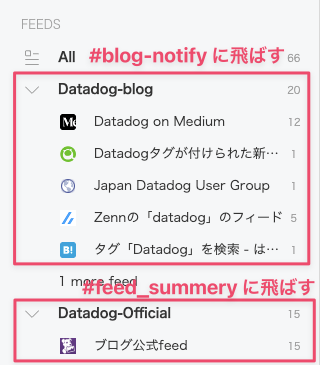 FEEDS
All 66
#blog-notify に飛ばす
Datadog-blog 20
Datadog on Medium 12
Datadogタグが付けられた新… 1
Japan Datadog User Group 1
Zennの「datadog」のフィード 5
タグ「Datadog」を検索 - は… 1
1 more feed
#feed_summery に飛ばす
Datadog-Official 15
ブログ公式feed 15